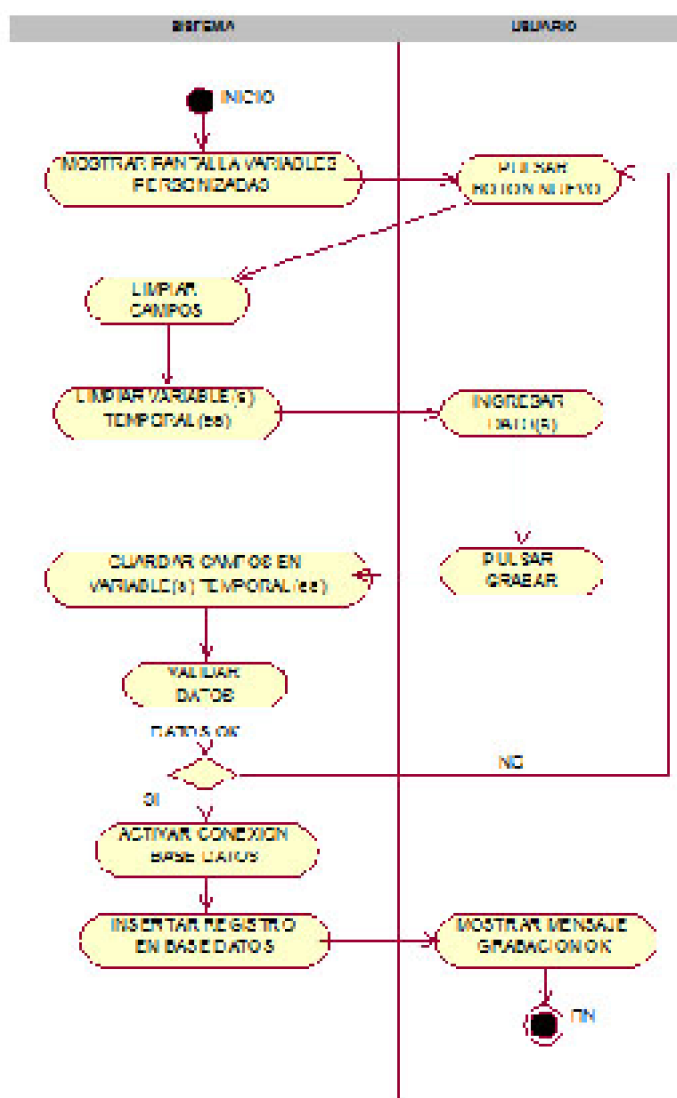 SISTEMA
USUARIO
INICIO
MOSTRAR PANTALLA VARIABLES
PERSONIZADAS
PULSAR
BOTON NUEVO
LIMPIAR
CAMPOS
LIMPIAR VARIABLE(S)
TEMPORAL(es)
INGRESAR
DATO(S)
GUARDAR CAMPOS EN
VARIABLE(S) TEMPORAL(es)
PULSAR
GRABAR
VALIDAR
DATOS
DATOS OK
NO
SI
ACTIVAR CONEXION
BASE DATOS
INSERTAR REGISTRO
EN BASE DATOS
MOSTRAR MENSAJE
GRABACION OK
FIN